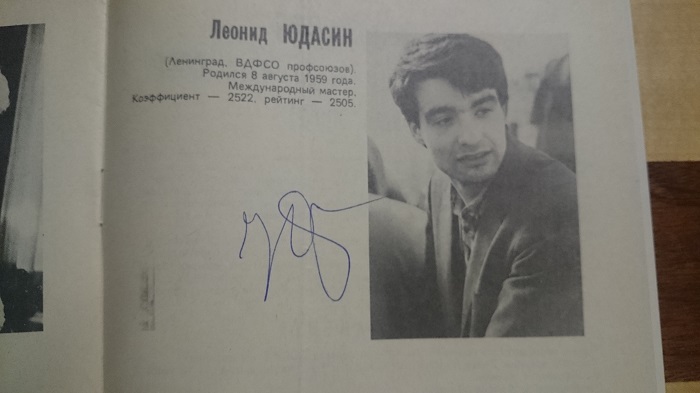 Леонид ЮДАСИН
(Ленинград, ВДФСО профсоюзов).
Родился 8 августа 1959 года.
Международный мастер.
Коэффициент — 2522, рейтинг — 2505.